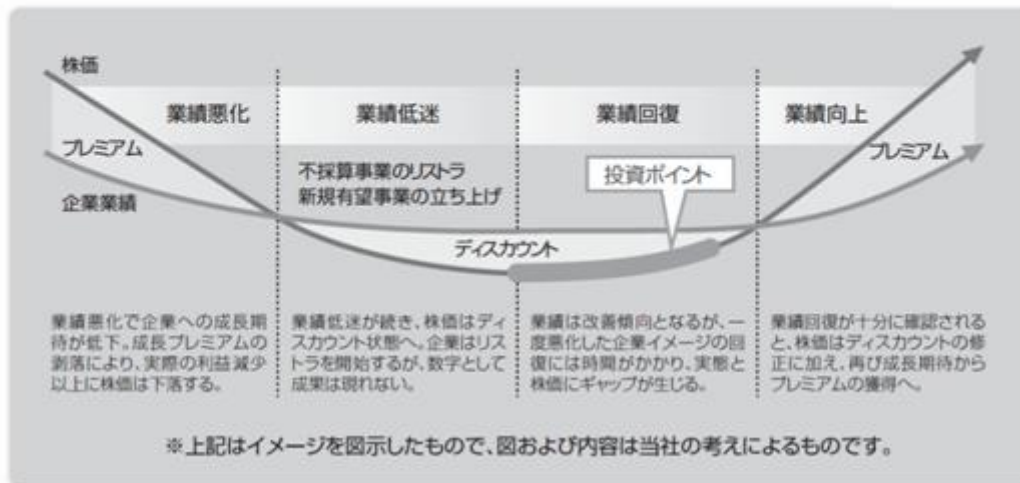 株価
業績悪化
業績低迷
業績回復
業績向上
プレミアム
プレミアム
不採算事業のリストラ
新規有望事業の立ち上げ
投資ポイント
企業業績
ディスカウント
業績悪化で企業への成長期
待が低下。成長プレミアムの
剥落により、実際の利益減少
以上に株価は下落する。
業績低迷が続き、株価はディ
スカウント状態へ。企業はリス
トラを開始するが、数字として
成果は現れない。
業績は改善傾向となるが、一
度悪化した企業イメージの回
復には時間がかかり、実態と
株価にギャップが生じる。
業績回復が十分に確認される
と、株価はディスカウントの修
正に加え、再び成長期待から
プレミアムの獲得へ。
※上記はイメージを図示したもので、図および内容は当社の考えによるものです。